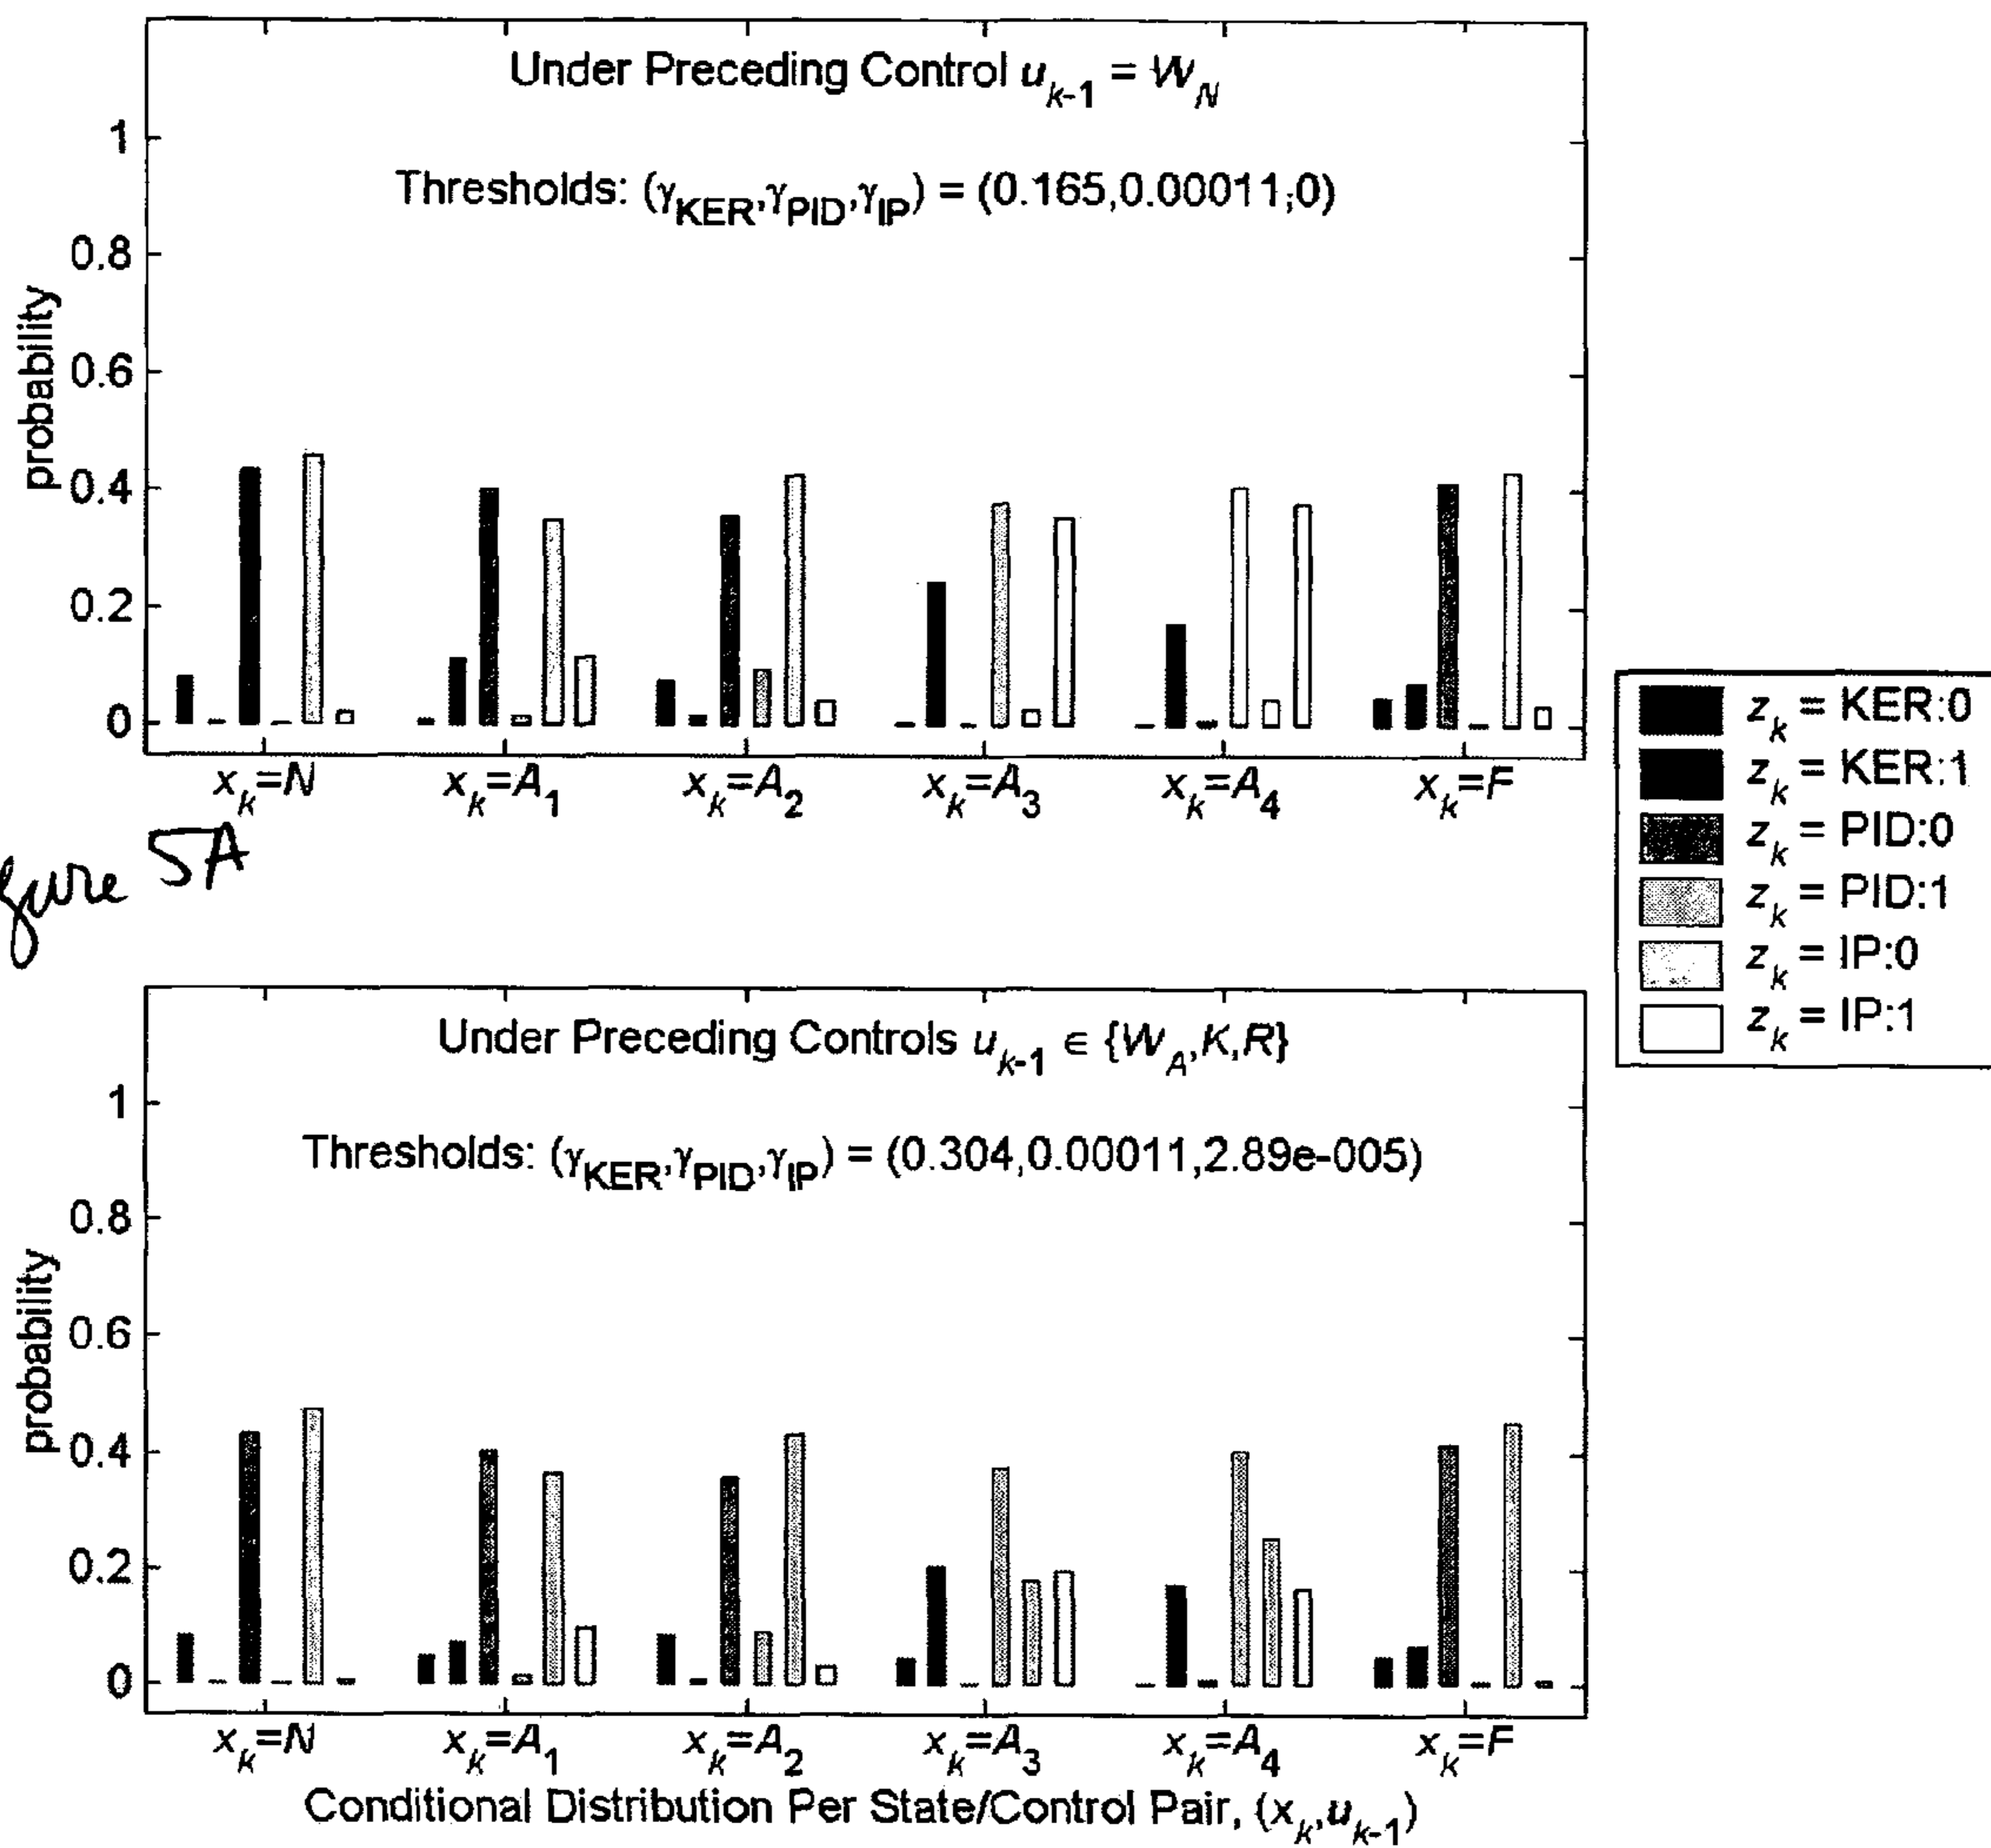 Under Preceding Control u_{k-1} = W_N
Thresholds: (γ_KER,γ_PID,γ_IP) = (0.165,0.00011,0)
probability
1
0.8
0.6
0.4
0.2
0
x_k=N x_k=A_1 x_k=A_2 x_k=A_3 x_k=A_4 x_k=F
z_k = KER:0
z_k = KER:1
z_k = PID:0
z_k = PID:1
z_k = IP:0
z_k = IP:1
gure 5A
Under Preceding Controls u_{k-1} ∈ {W_A,K,R}
Thresholds: (γ_KER,γ_PID,γ_IP) = (0.304,0.00011,2.89e-005)
probability
1
0.8
0.6
0.4
0.2
0
x_k=N x_k=A_1 x_k=A_2 x_k=A_3 x_k=A_4 x_k=F
Conditional Distribution Per State/Control Pair, (x_k,u_{k-1})